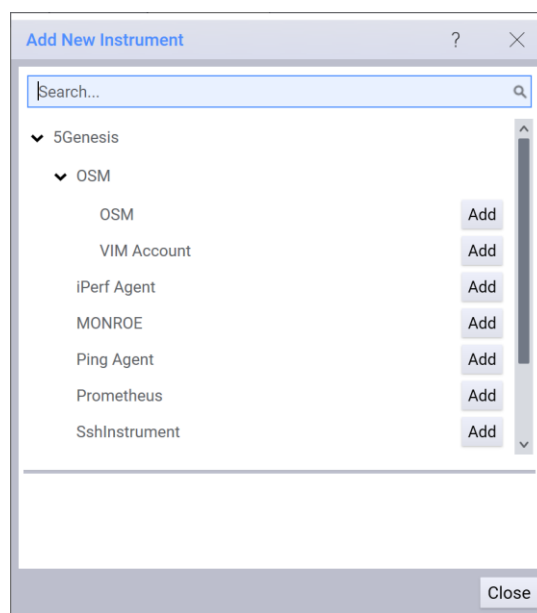 Add New Instrument ?
Search...
5Genesis
OSM
OSM Add
VIM Account Add
iPerf Agent Add
MONROE Add
Ping Agent Add
Prometheus Add
SshInstrument Add
Close